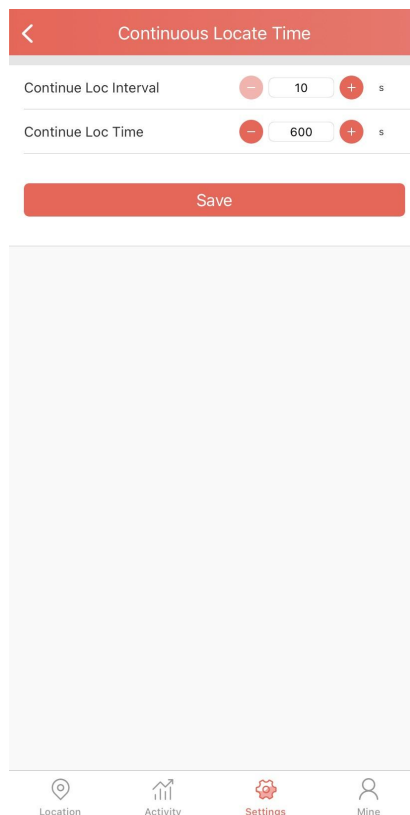 Continuous Locate Time
Continue Loc Interval − 10 + s
Continue Loc Time − 600 + s
Save
Location Activity Settings Mine